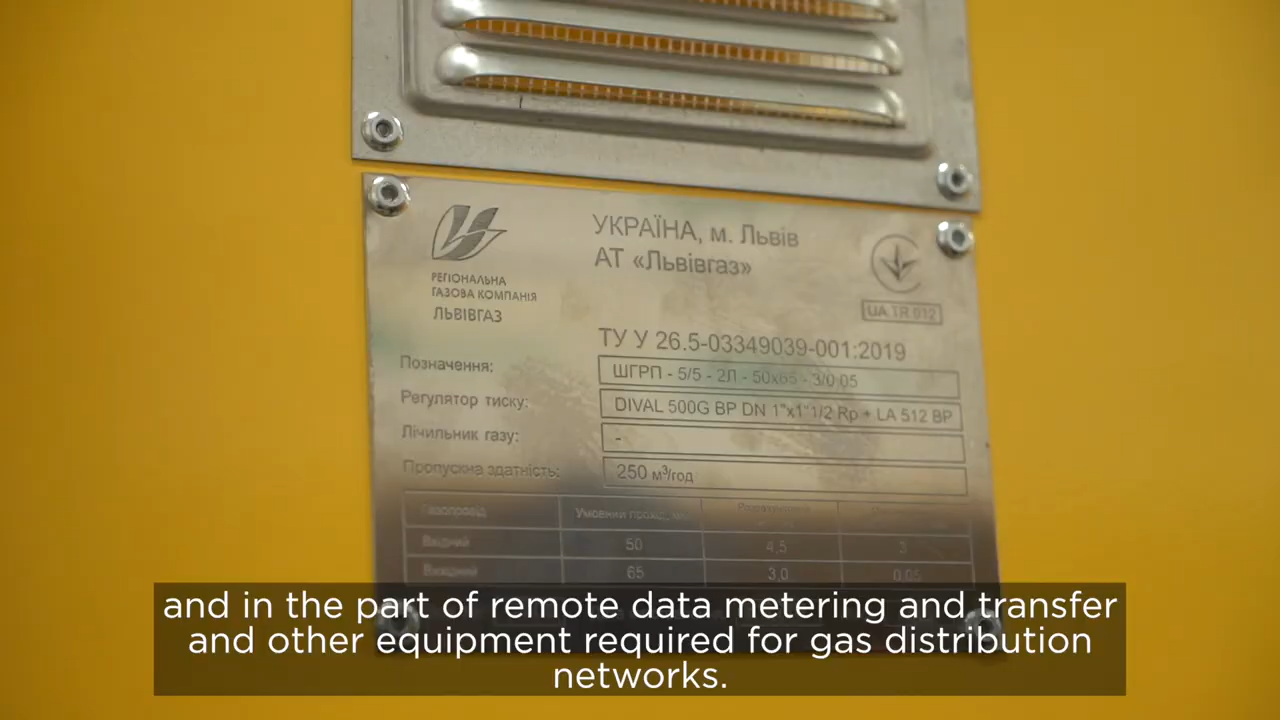 УКРАЇНА, м. Львів
АТ «Львівгаз»
РЕГІОНАЛЬНА
ГАЗОВА КОМПАНІЯ
ЛЬВІВГАЗ
UA.TR.012
ТУ У 26.5-03349039-001:2019
Позначення: ШГРП - 5/5 - 2Л - 50х65 - 3/0.05
Регулятор тиску: DIVAL 500G BP DN 1"x1"1/2 Rp + LA 512 BP
Лічильник газу: -
Пропускна здатність: 250 м³/год
Газопровід Умовний прохід,
Вхідний 50 4,5 3
Вихідний 65 3,0 0,05
and in the part of remote data metering and transfer
and other equipment required for gas distribution
networks.